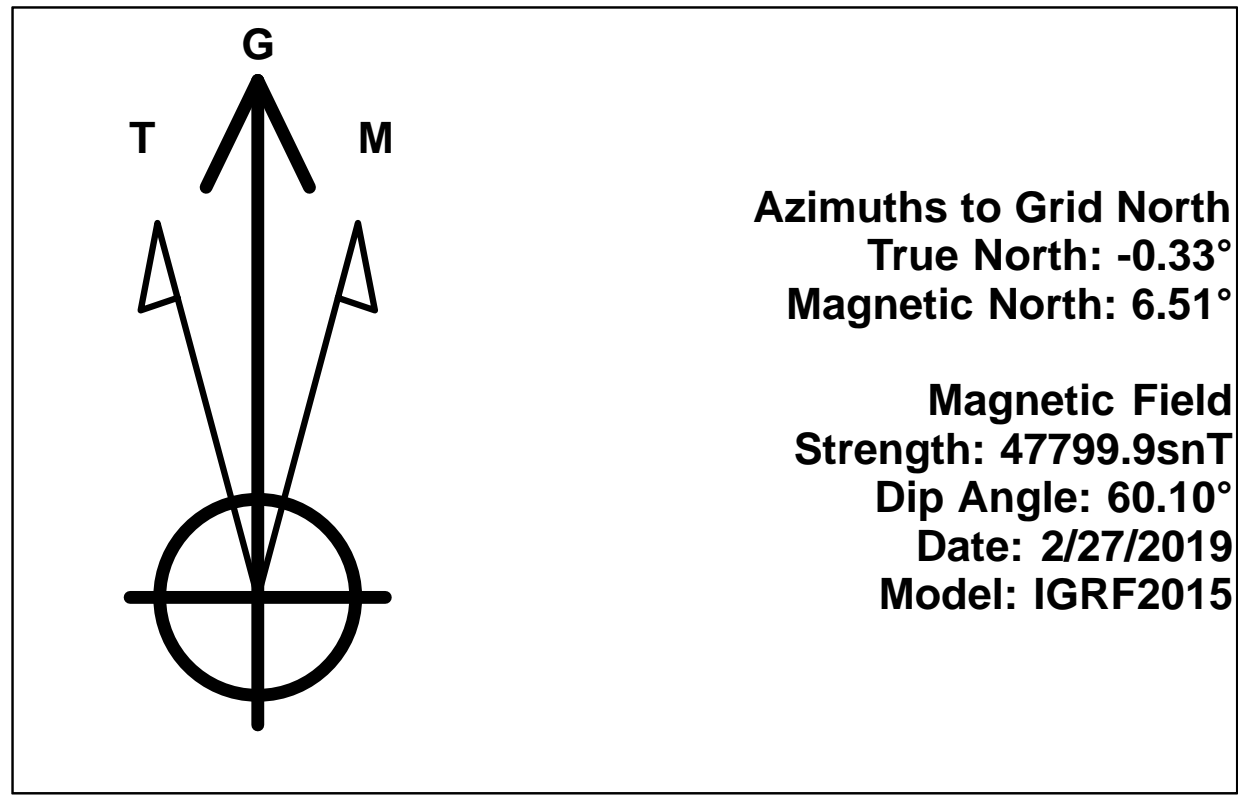 G
T
M
Azimuths to Grid North
True North: -0.33°
Magnetic North: 6.51°
Magnetic Field
Strength: 47799.9snT
Dip Angle: 60.10°
Date: 2/27/2019
Model: IGRF2015